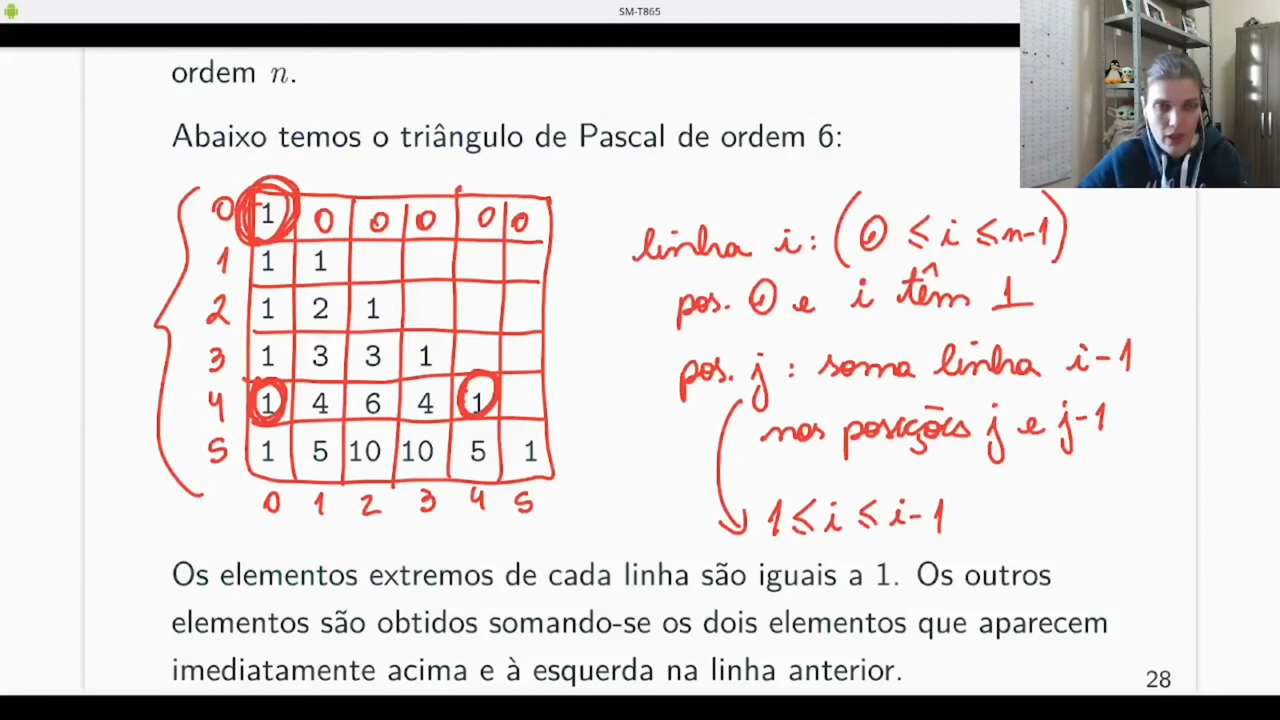 SM-T865
ordem n.
Abaixo temos o triângulo de Pascal de ordem 6:
0 1 0 0 0 0 0
1 1 1
2 1 2 1
3 1 3 3 1
4 1 4 6 4 1
5 1 5 10 10 5 1
0 1 2 3 4 5
linha i: (0 ≤ i ≤ n-1)
pos. 0 e i têm 1
pos. j: soma linha i-1
nas posições j e j-1
1 ≤ i ≤ i-1
Os elementos extremos de cada linha são iguais a 1. Os outros
elementos são obtidos somando-se os dois elementos que aparecem
imediatamente acima e à esquerda na linha anterior.
28